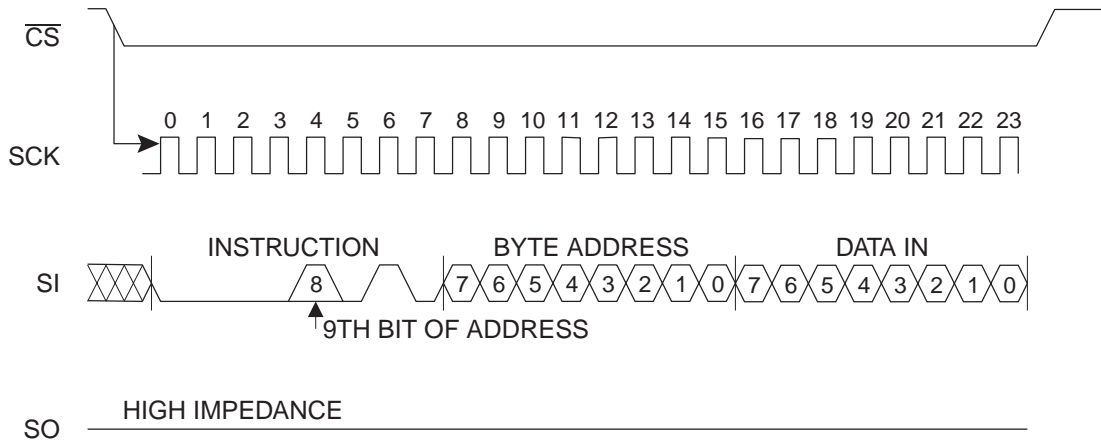 CS
0 1 2 3 4 5 6 7 8 9 10 11 12 13 14 15 16 17 18 19 20 21 22 23
SCK
INSTRUCTION BYTE ADDRESS DATA IN
SI 8 7 6 5 4 3 2 1 0 7 6 5 4 3 2 1 0
9TH BIT OF ADDRESS
HIGH IMPEDANCE
SO